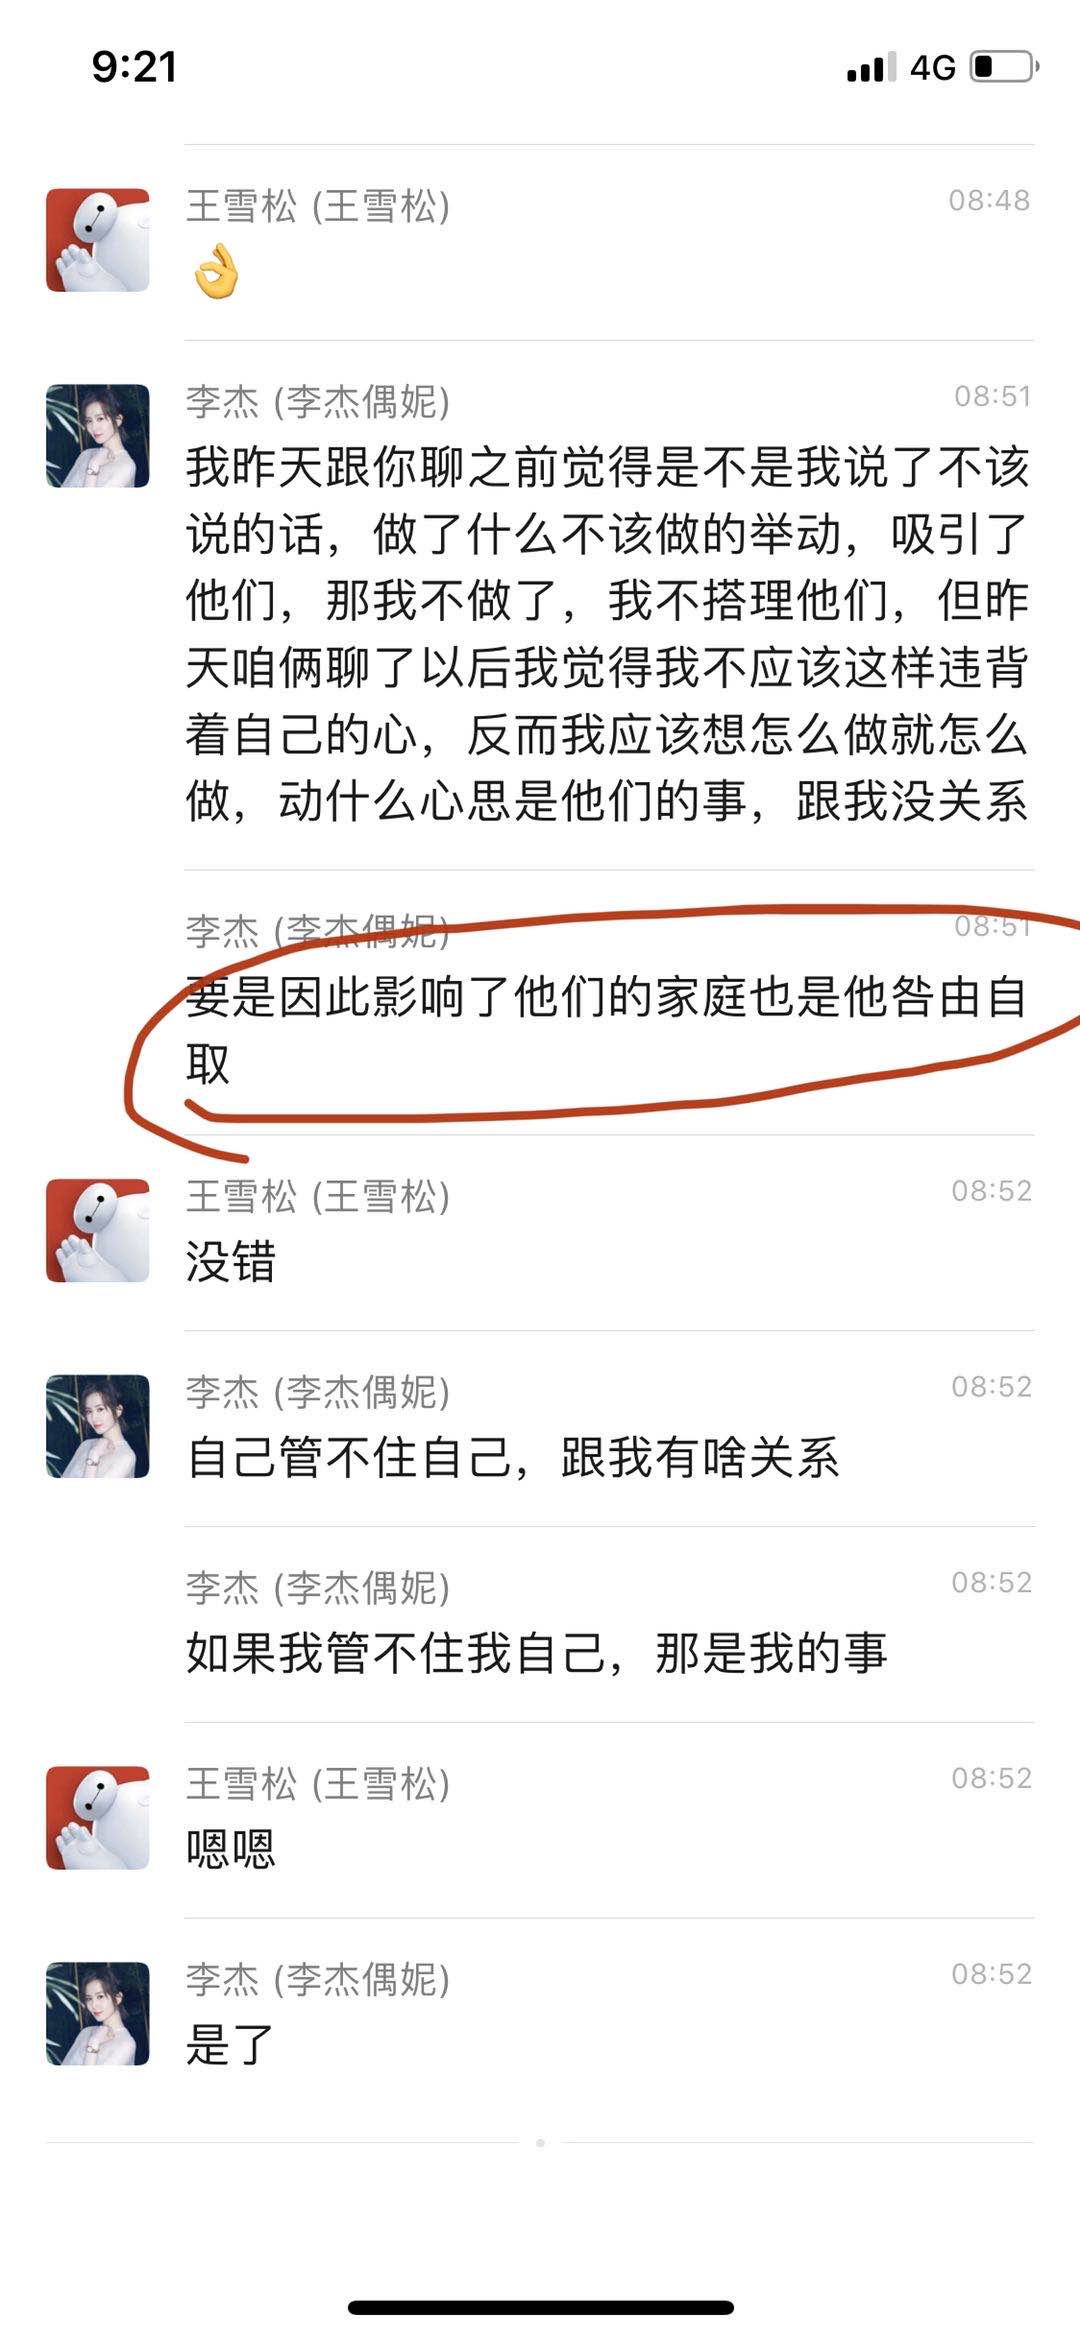 9:21
4G
王雪松 (王雪松)
08:48
👌
李杰 (李杰偶妮)
08:51
我昨天跟你聊之前觉得是不是我说了不该
说的话，做了什么不该做的举动，吸引了
他们，那我不做了，我不搭理他们，但昨
天咱俩聊了以后我觉得我不应该这样违背
着自己的心，反而我应该想怎么做就怎么
做，动什么心思是他们的事，跟我没关系
李杰 (李杰偶妮)
08:51
要是因此影响了他们的家庭也是他咎由自
取
王雪松 (王雪松)
08:52
没错
李杰 (李杰偶妮)
08:52
自己管不住自己，跟我有啥关系
李杰 (李杰偶妮)
08:52
如果我管不住我自己，那是我的事
王雪松 (王雪松)
08:52
嗯嗯
李杰 (李杰偶妮)
08:52
是了